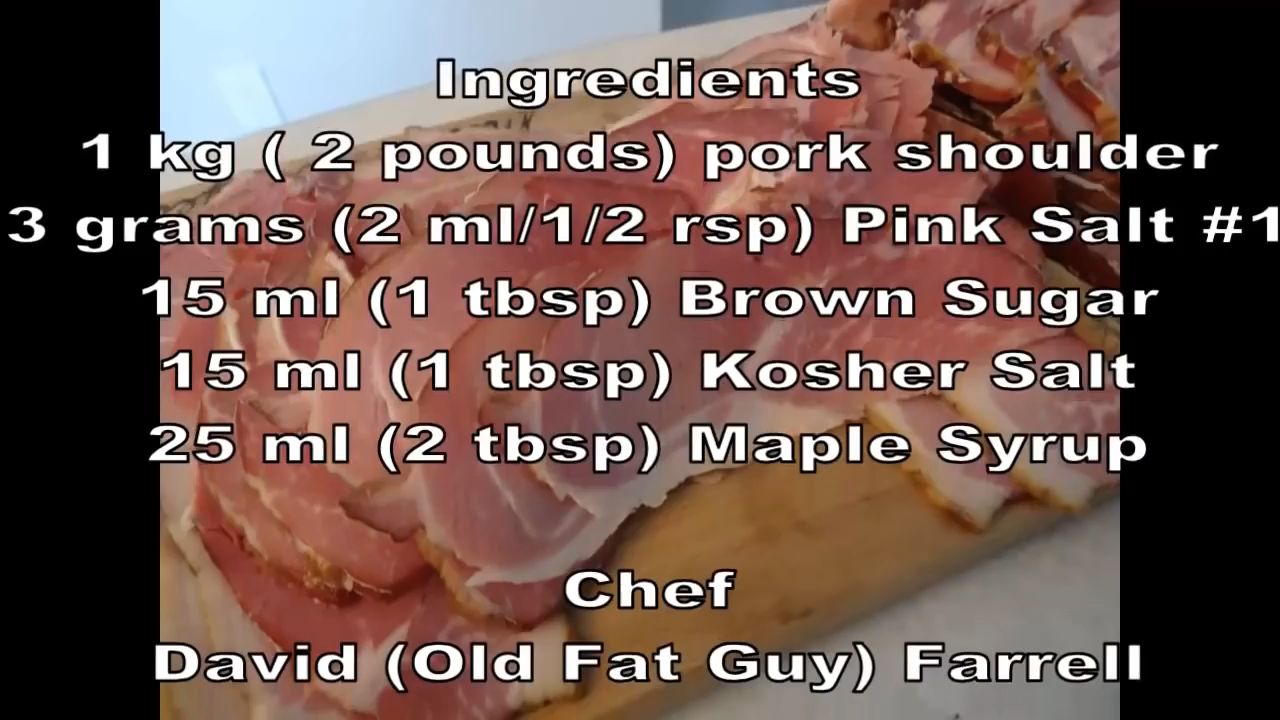 Ingredients
1 kg ( 2 pounds) pork shoulder
3 grams (2 ml/1/2 rsp) Pink Salt #1
15 ml (1 tbsp) Brown Sugar
15 ml (1 tbsp) Kosher Salt
25 ml (2 tbsp) Maple Syrup
Chef
David (Old Fat Guy) Farrell